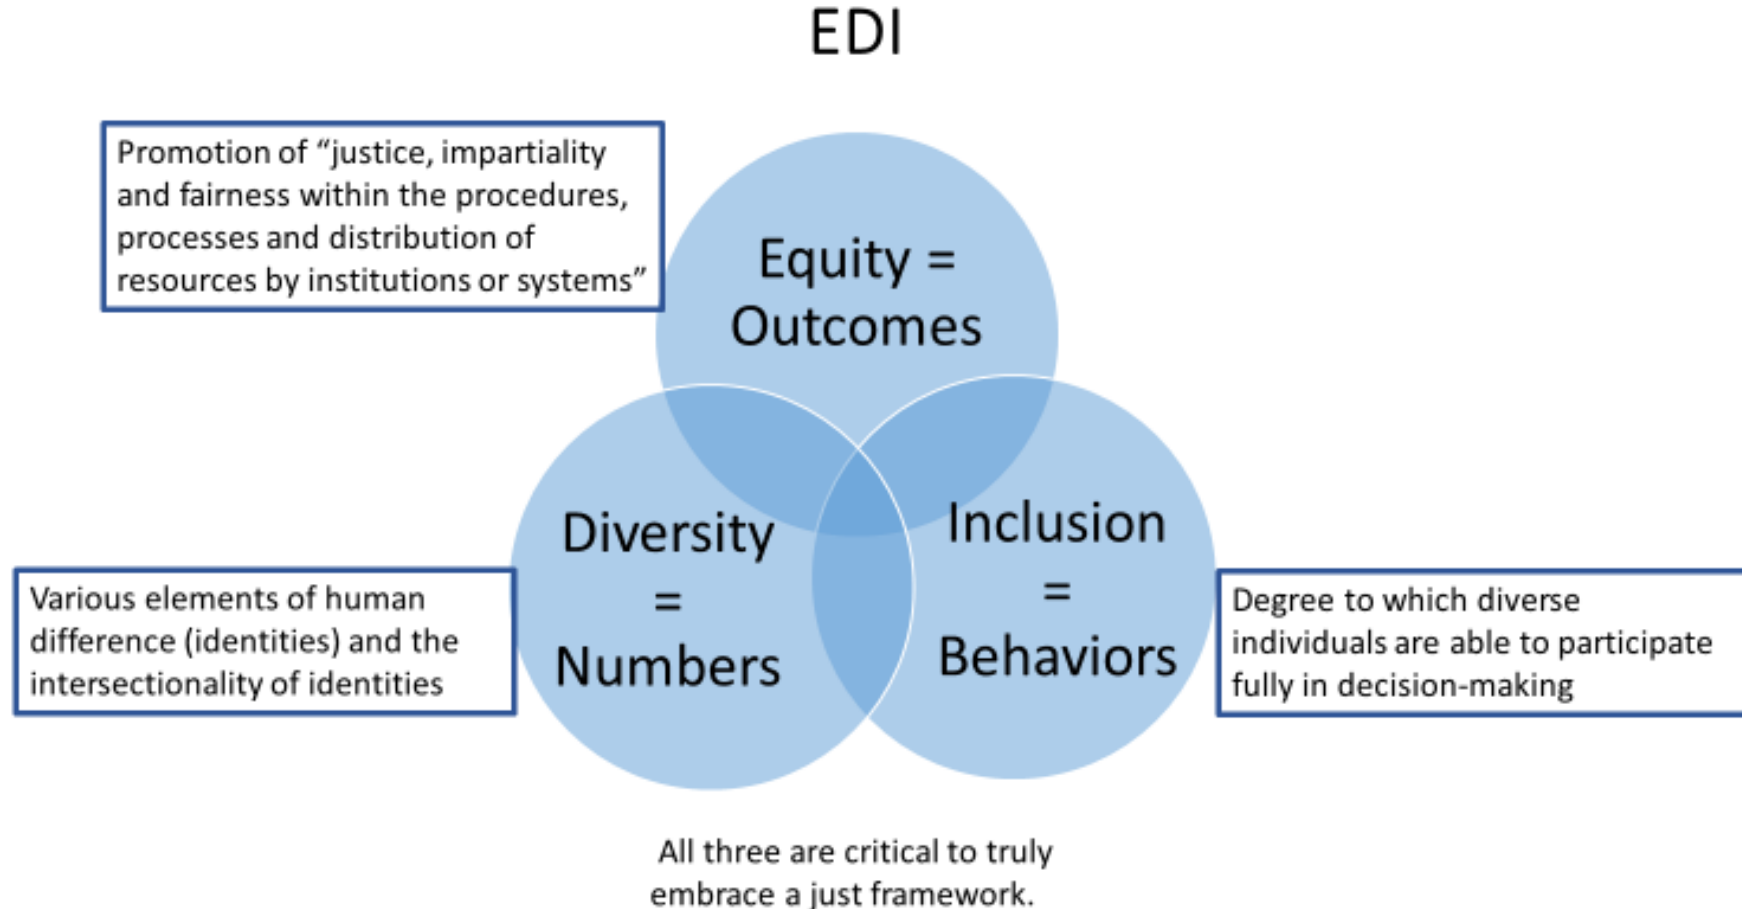 EDI
Promotion of “justice, impartiality
and fairness within the procedures,
processes and distribution of
resources by institutions or systems”
Equity =
Outcomes
Diversity
=
Numbers
Inclusion
=
Behaviors
Various elements of human
difference (identities) and the
intersectionality of identities
Degree to which diverse
individuals are able to participate
fully in decision-making
All three are critical to truly
embrace a just framework.